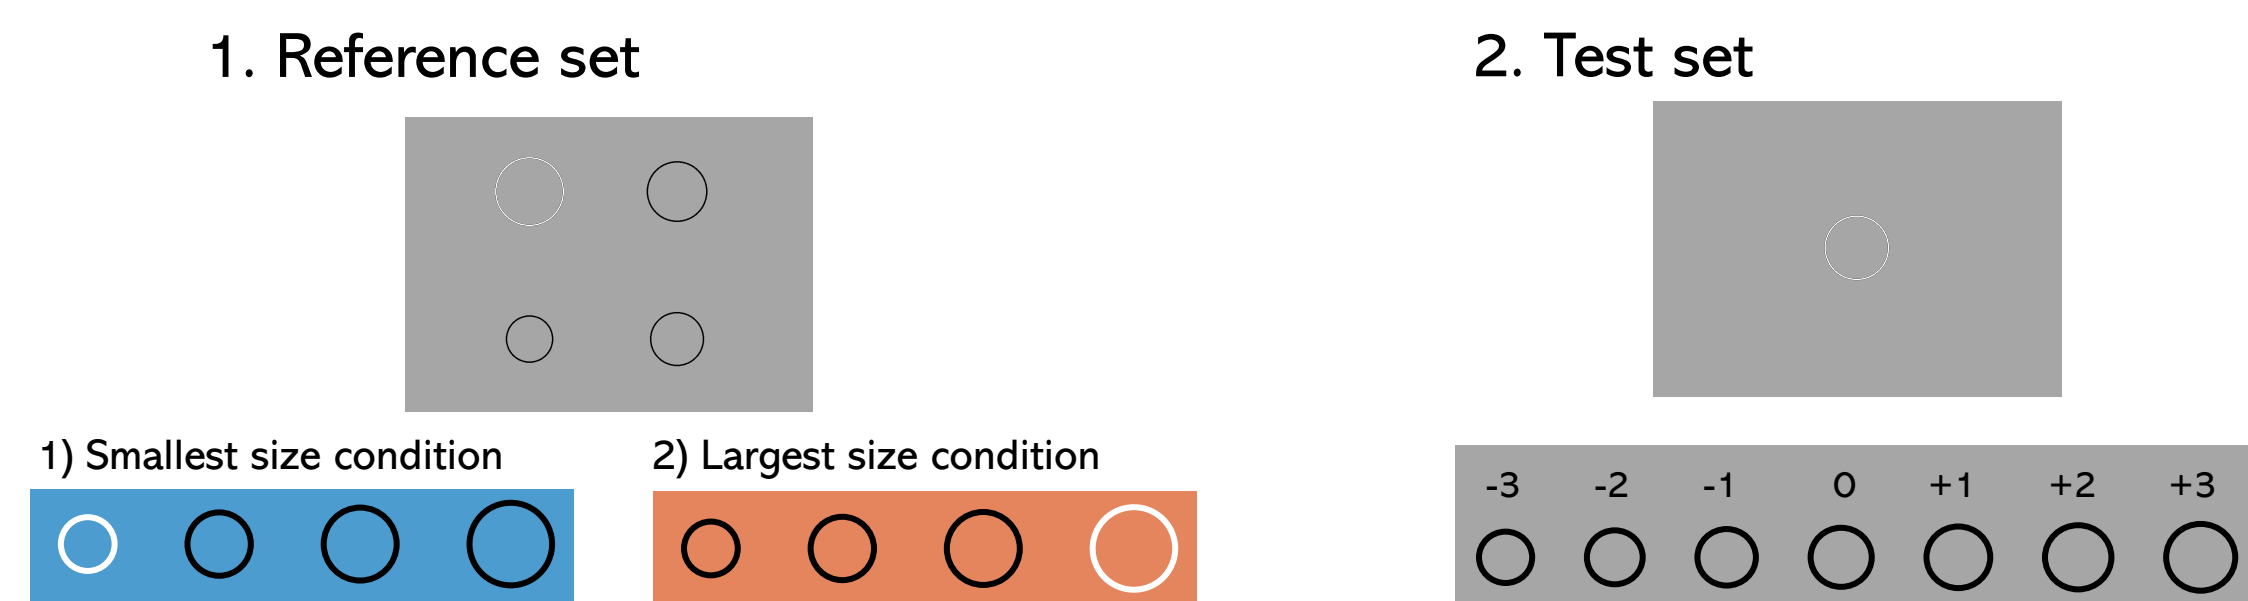 1. Reference set
2. Test set
1) Smallest size condition
2) Largest size condition
-3 -2 -1 0 +1 +2 +3